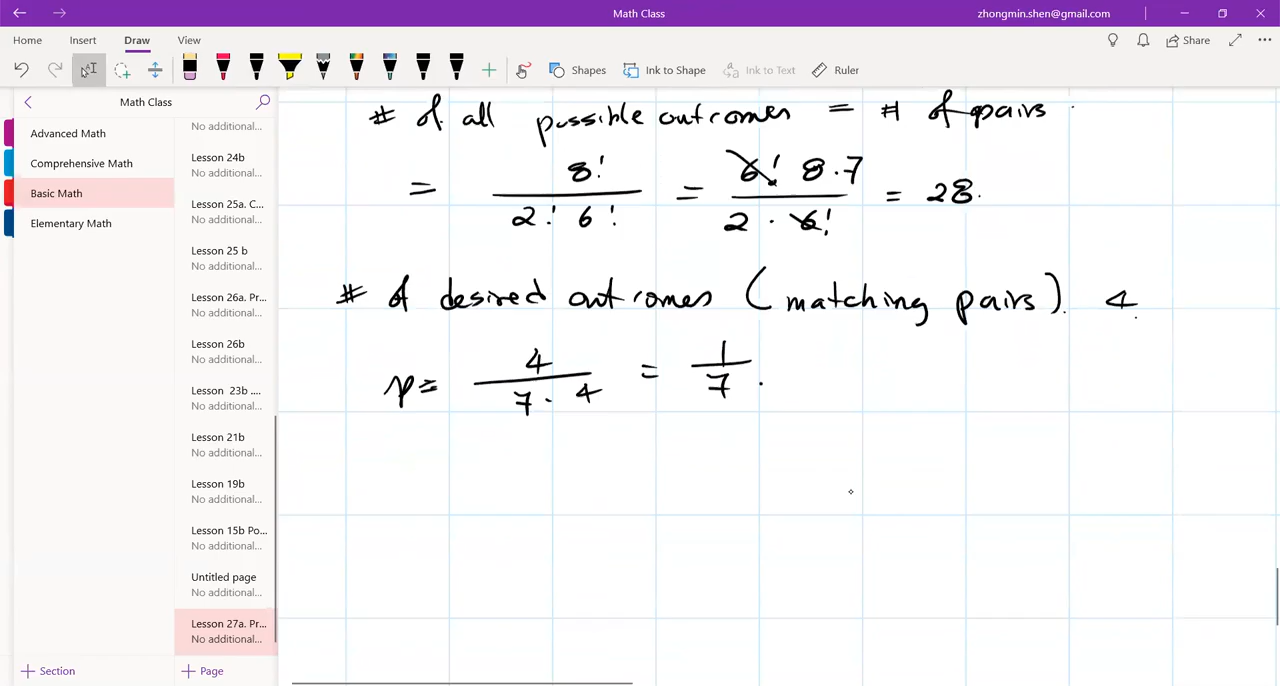 Math Class
zhongmin.shen@gmail.com
Home
Insert
Draw
View
Shapes
Ink to Shape
Ink to Text
Ruler
Share
Math Class
Advanced Math
Comprehensive Math
Basic Math
Elementary Math
Section
No additional...
Lesson 24b
No additional...
Lesson 25a. C...
No additional...
Lesson 25 b
No additional...
Lesson 26a. Pr...
No additional...
Lesson 26b
No additional...
Lesson 23b ....
No additional...
Lesson 21b
No additional...
Lesson 19b
No additional...
Lesson 15b Po...
No additional...
Untitled page
No additional...
Lesson 27a. Pr...
No additional...
Page
# of all possible outcomes = # of pairs.
= 8! / 2! 6! = 6! 8·7 / 2 · 6! = 28.
# of desired outcomes (matching pairs). 4.
p = 4 / 7 · 4 = 1 / 7.